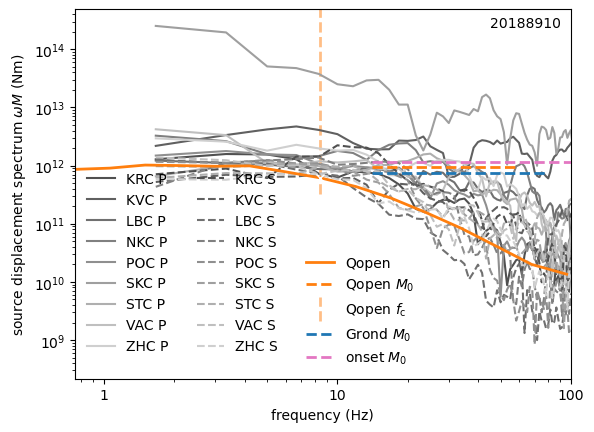 20188910
source displacement spectrum ωM (Nm)
10¹⁴
10¹³
10¹²
10¹¹
10¹⁰
10⁹
KRC P
KVC P
LBC P
NKC P
POC P
SKC P
STC P
VAC P
ZHC P
KRC S
KVC S
LBC S
NKC S
POC S
SKC S
STC S
VAC S
ZHC S
Qopen
Qopen M₀
Qopen f_c
Grond M₀
onset M₀
1
10
100
frequency (Hz)